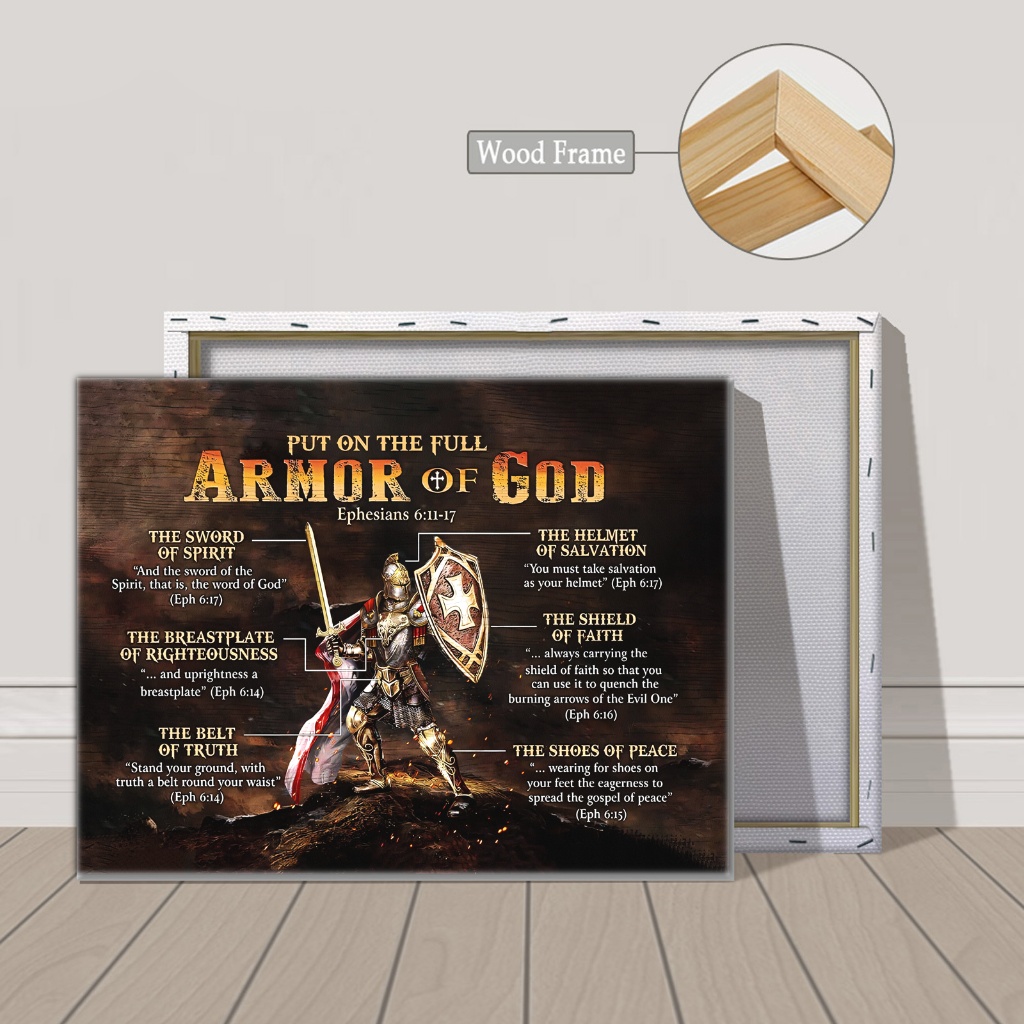 Wood Frame
PUT ON THE FULL
ARMOR OF GOD
Ephesians 6:11-17
THE SWORD
OF SPIRIT
“And the sword of the
Spirit, that is, the word of God”
(Eph 6:17)
THE BREASTPLATE
OF RIGHTEOUSNESS
“... and uprightness a
breastplate” (Eph 6:14)
THE BELT
OF TRUTH
“Stand your ground, with
truth a belt round your waist”
(Eph 6:14)
THE HELMET
OF SALVATION
“You must take salvation
as your helmet” (Eph 6:17)
THE SHIELD
OF FAITH
“... always carrying the
shield of faith so that you
can use it to quench the
burning arrows of the Evil One”
(Eph 6:16)
THE SHOES OF PEACE
“... wearing for shoes on
your feet the eagerness to
spread the gospel of peace”
(Eph 6:15)